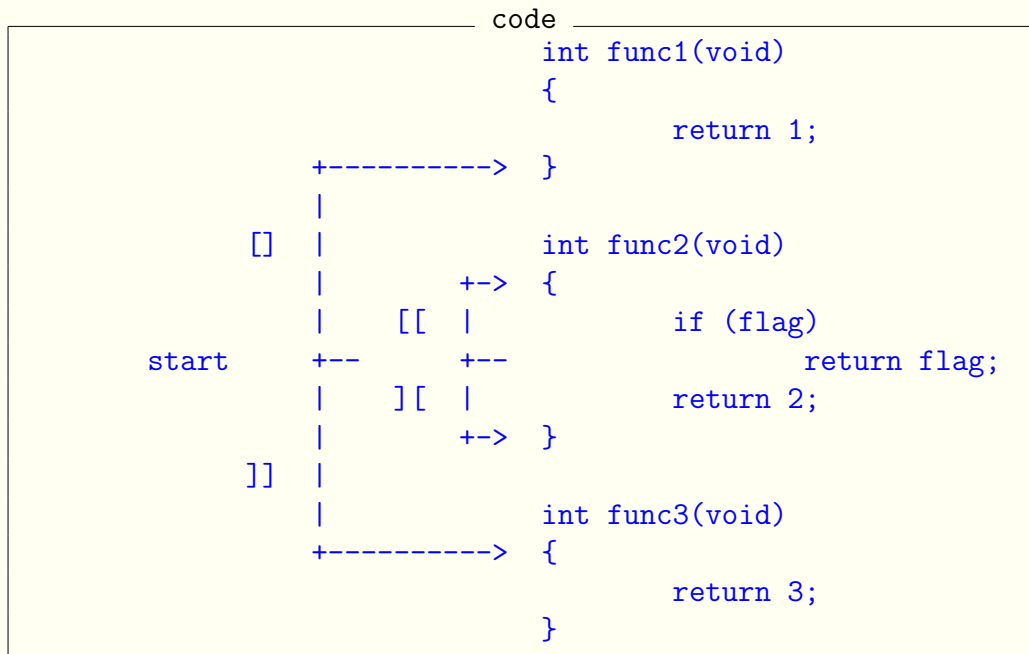 code
                      int func1(void)
                      {
                              return 1;
        +---------->  }
        |
    []  |             int func2(void)
        |        +->  {
        |    [[  |            if (flag)
start   +--      +--                  return flag;
        |    ][  |            return 2;
        |        +->  }
    ]]  |
        |             int func3(void)
        +---------->  {
                              return 3;
                      }